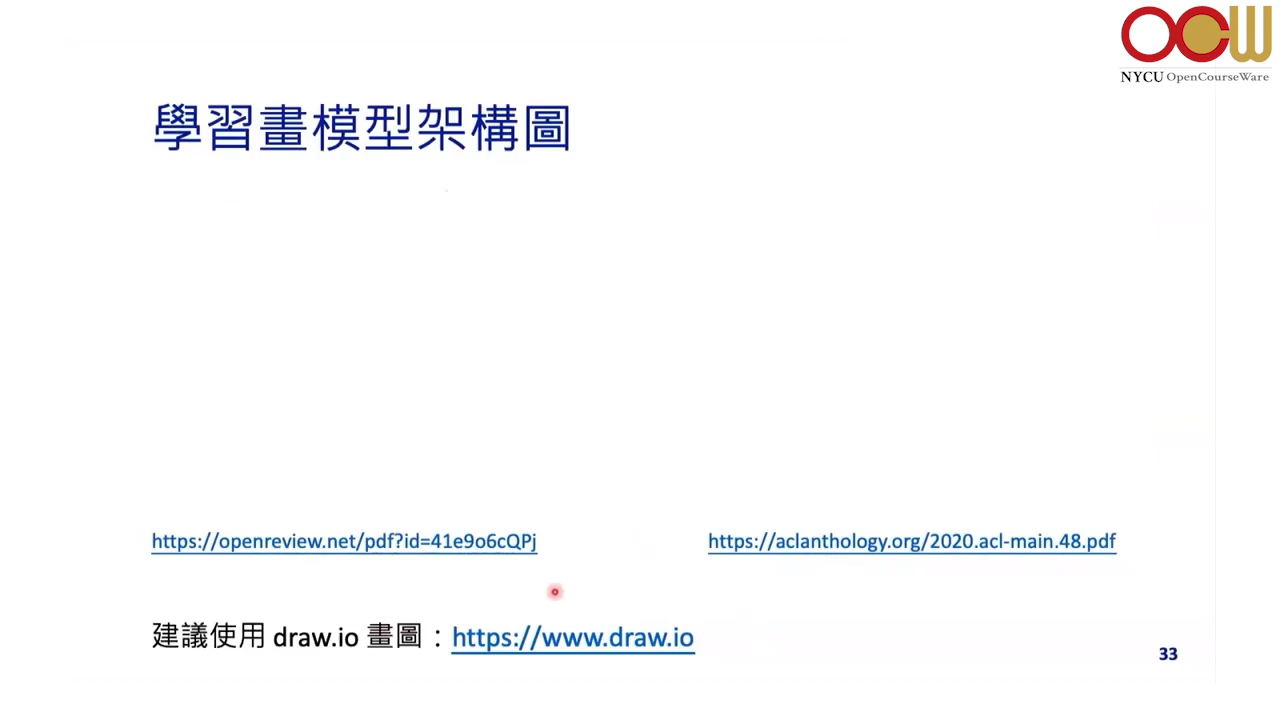 OCW
NYCU OpenCourseWare
學習畫模型架構圖
https://openreview.net/pdf?id=41e9o6cQPj
https://aclanthology.org/2020.acl-main.48.pdf
建議使用 draw.io 畫圖：https://www.draw.io
33